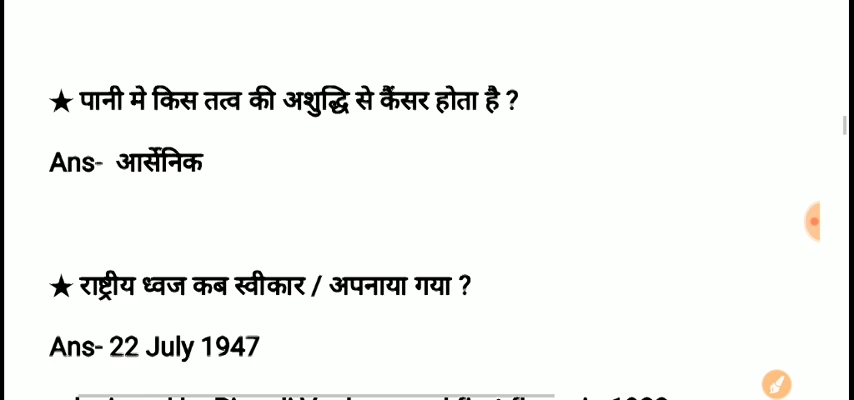 ★ पानी मे किस तत्व की अशुद्धि से कैंसर होता है ?
Ans- आर्सेनिक
★ राष्ट्रीय ध्वज कब स्वीकार / अपनाया गया ?
Ans- 22 July 1947